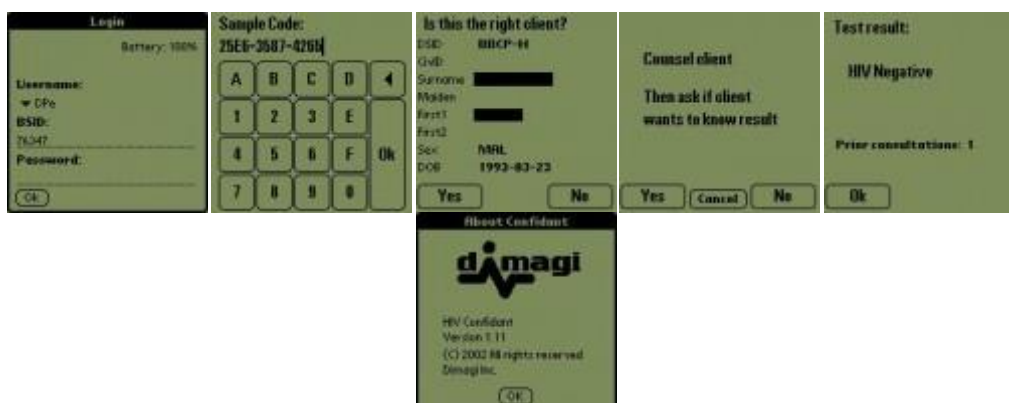 Login
Battery: 100%
Username:
DPe
BSID:
76347
Password:
Ok
Sample Code:
25E6-3587-4265
A B C D
1 2 3 E
4 5 6 F Ok
7 8 9 0
Is this the right client?
DSID: BBCP-H
CivID:
Surname
Maiden
First1
First2
Sex MAL
DOB 1993-03-23
Yes No
Counsel client
Then ask if client
wants to know result
Yes Cancel No
Test result:
HIV Negative
Prior consultations: 1
Ok
About Confidant
dimagi
HIV Confidant
Version 1.11
(C) 2002 All rights reserved
Dimagi Inc.
OK